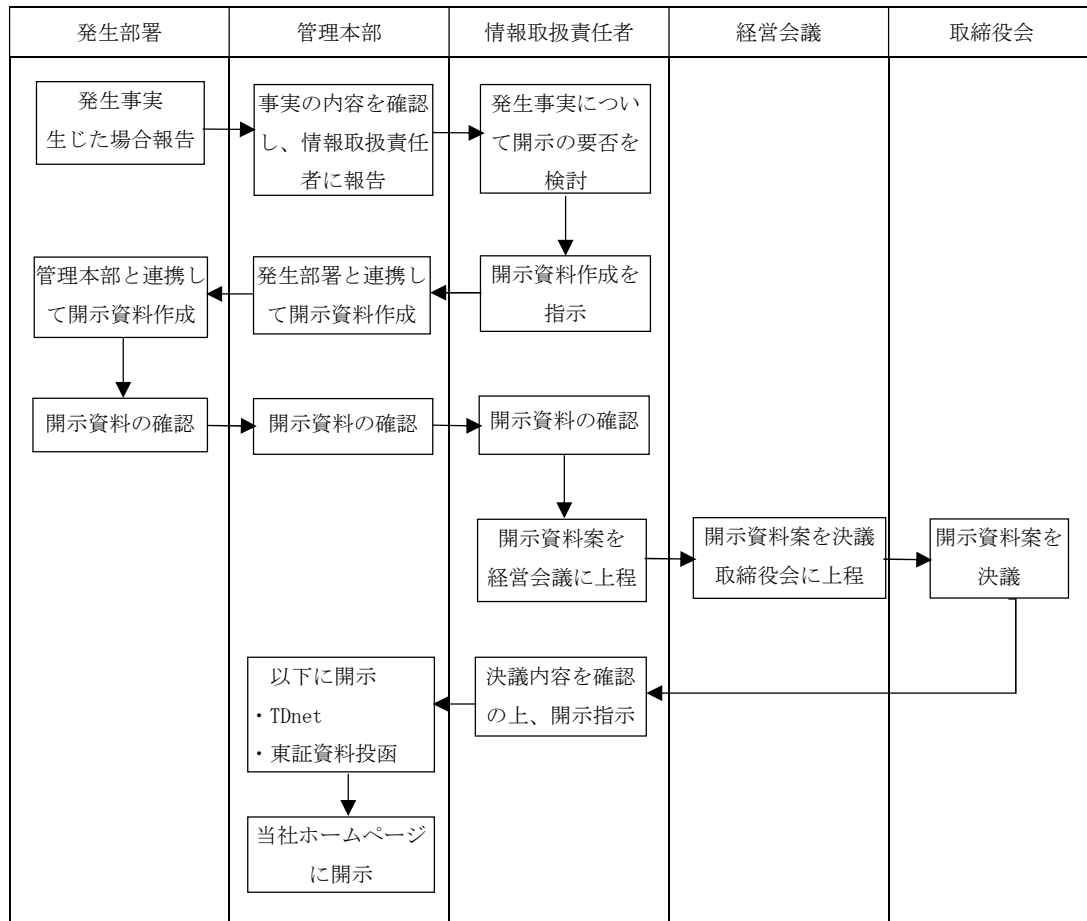 発生部署
管理本部
情報取扱責任者
経営会議
取締役会
発生事実
生じた場合報告
事実の内容を確認
し、情報取扱責任
者に報告
発生事実につい
て開示の要否を
検討
管理本部と連携し
て開示資料作成
発生部署と連携し
て開示資料作成
開示資料作成を
指示
開示資料の確認
開示資料の確認
開示資料の確認
開示資料案を
経営会議に上程
開示資料案を決議
取締役会に上程
開示資料案を
決議
以下に開示
・TDnet
・東証資料投函
決議内容を確認
の上、開示指示
当社ホームページ
に開示